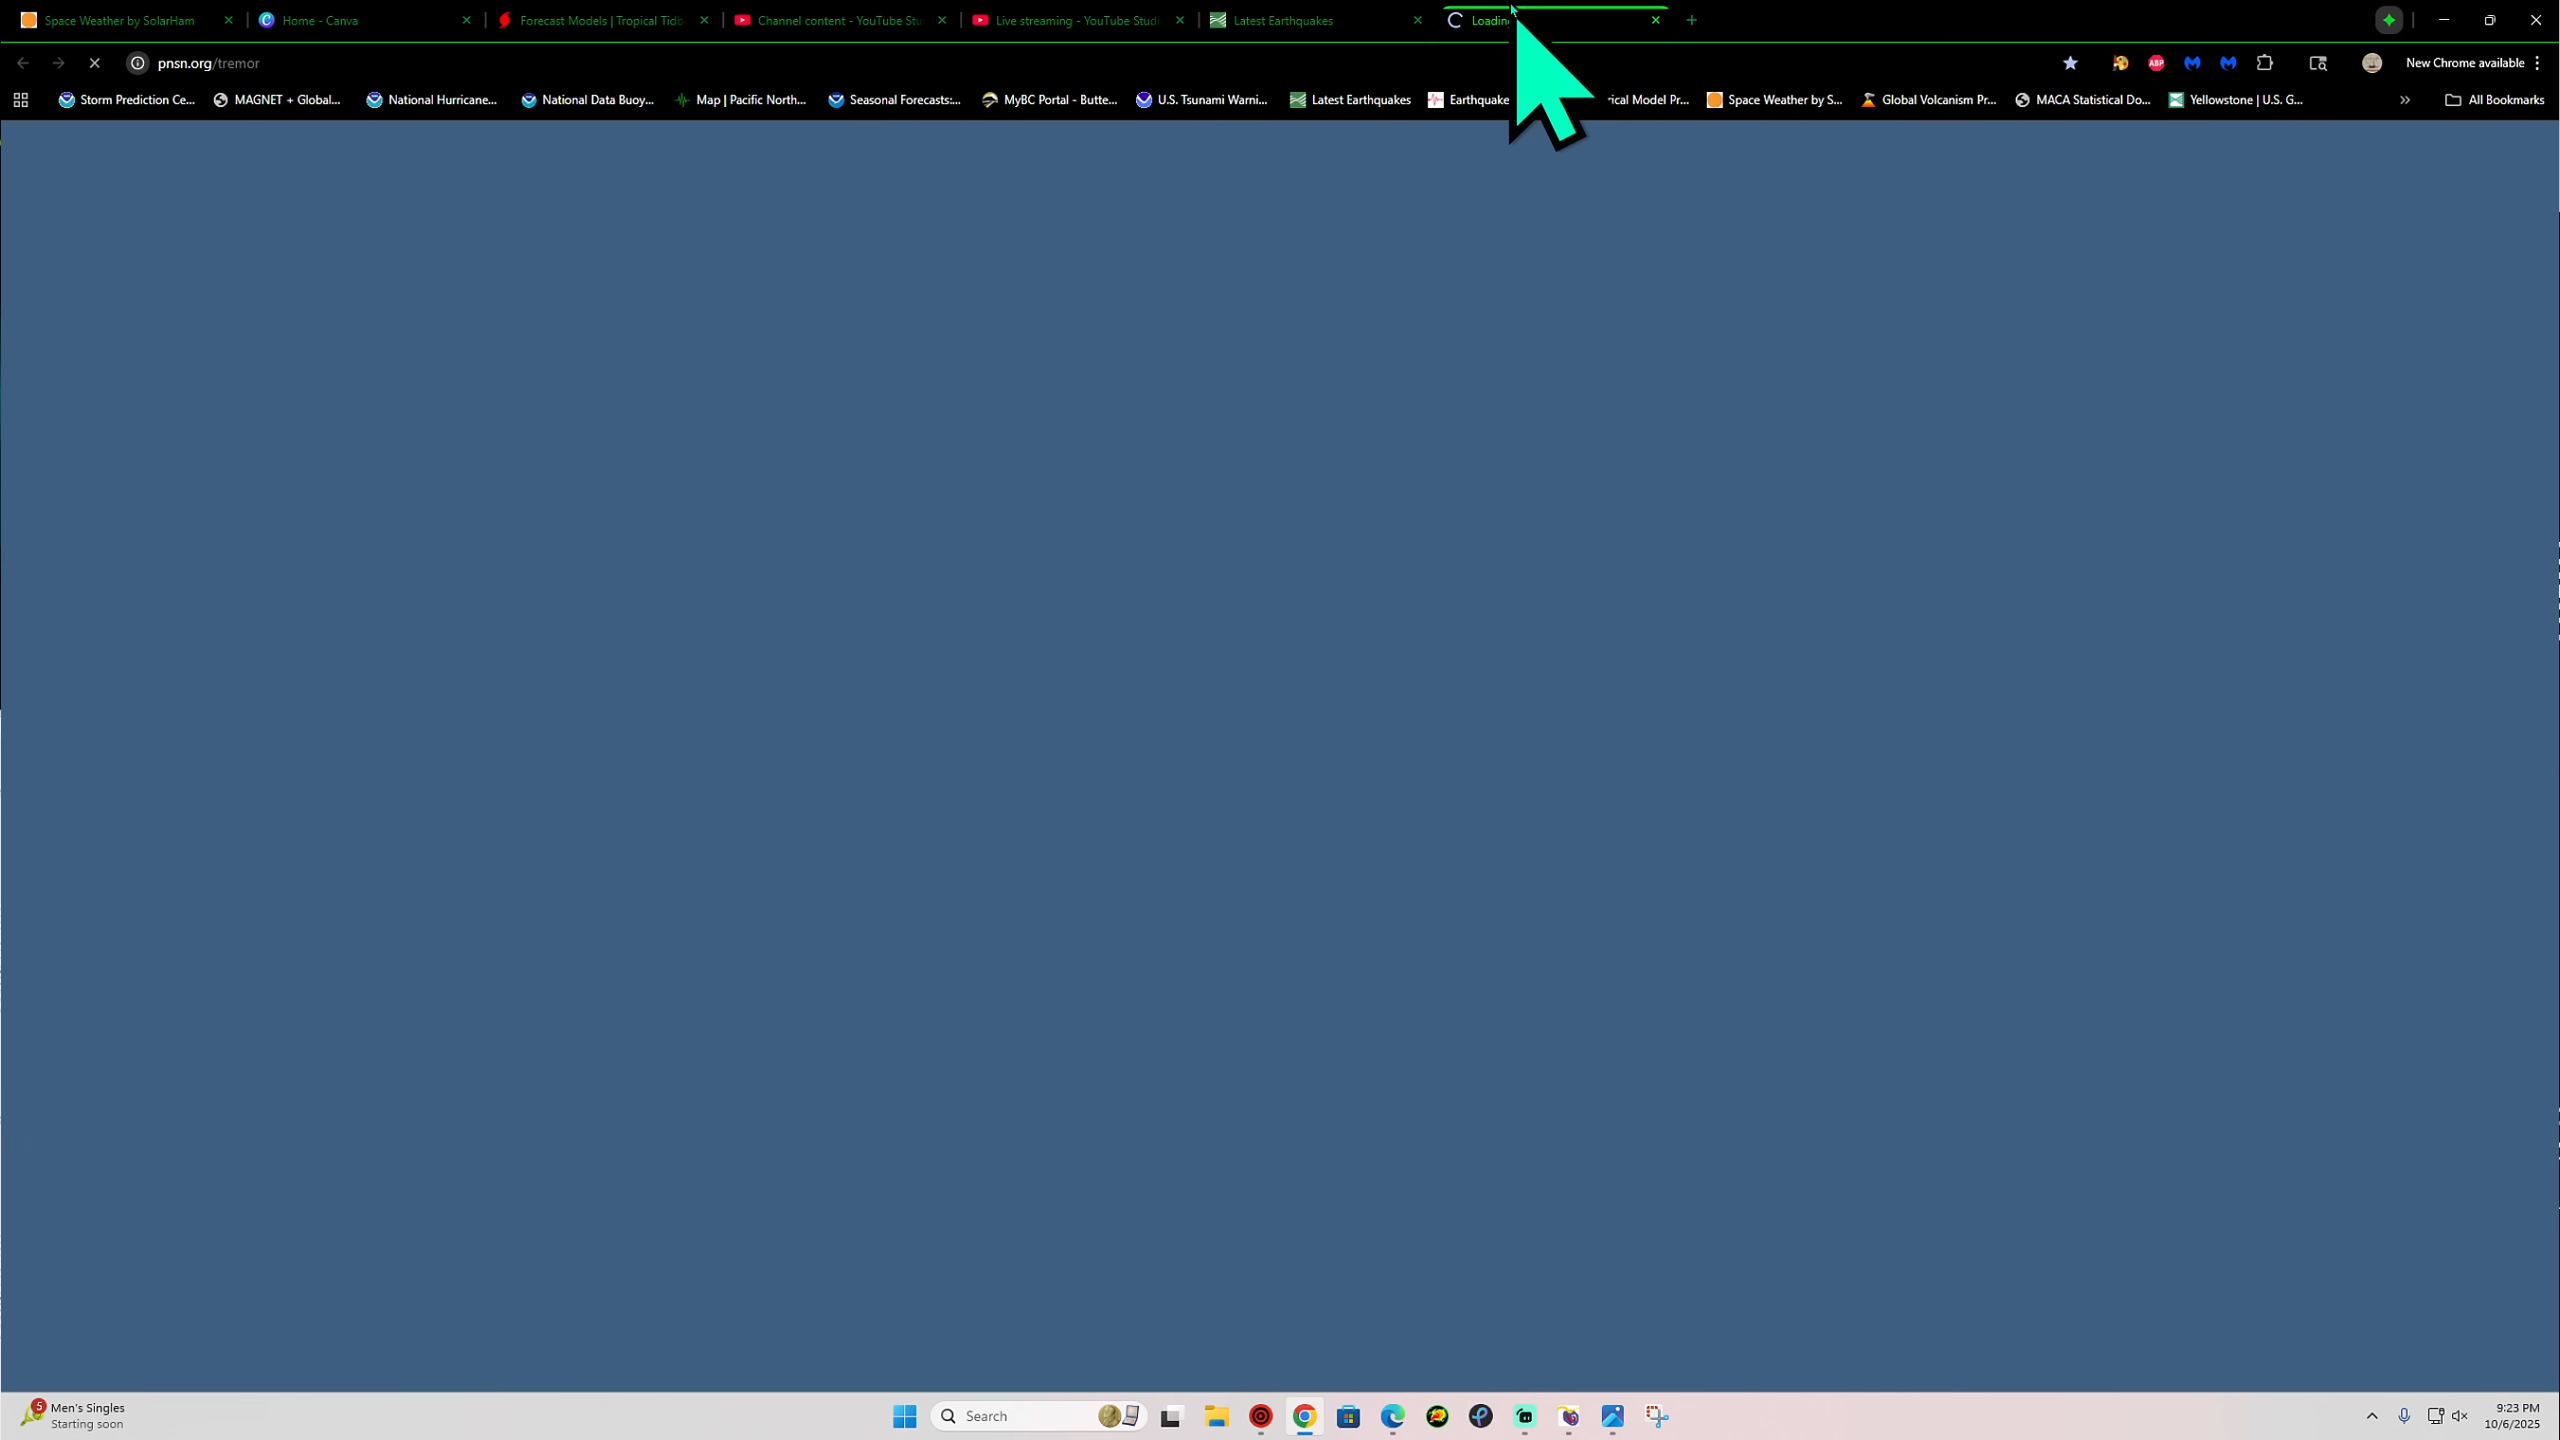 Space Weather by SolarHam
Home - Canva
Forecast Models | Tropical Tidb
Channel content - YouTube Stu
Live streaming - YouTube Studi
Latest Earthquakes
Loadin
pnsn.org/tremor
ABP
New Chrome available
Storm Prediction Ce...
MAGNET + Global...
National Hurricane...
National Data Buoy...
Map | Pacific North...
Seasonal Forecasts:...
MyBC Portal - Butte...
U.S. Tsunami Warni...
Latest Earthquakes
Earthquake
rical Model Pr...
Space Weather by S...
Global Volcanism Pr...
MACA Statistical Do...
Yellowstone | U.S. G...
All Bookmarks
5
Men's Singles
Starting soon
Search
9:23 PM
10/6/2025